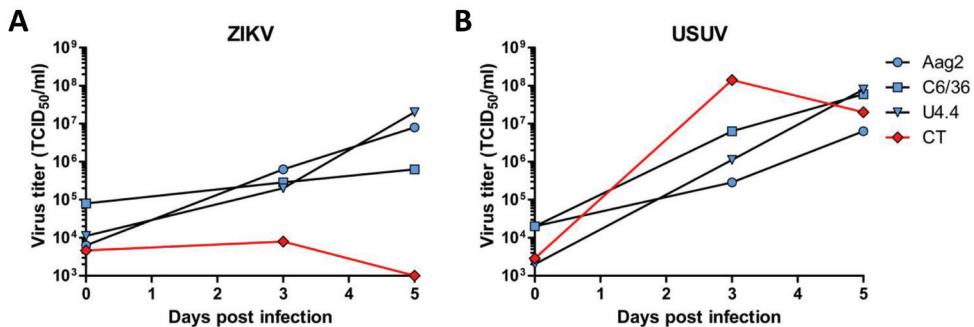 A
ZIKV
Virus titer (TCID50/ml)
10^9
10^8
10^7
10^6
10^5
10^4
10^3
0
1
2
3
4
5
Days post infection
B
USUV
Virus titer (TCID50/ml)
10^9
10^8
10^7
10^6
10^5
10^4
10^3
0
1
2
3
4
5
Days post infection
Aag2
C6/36
U4.4
CT